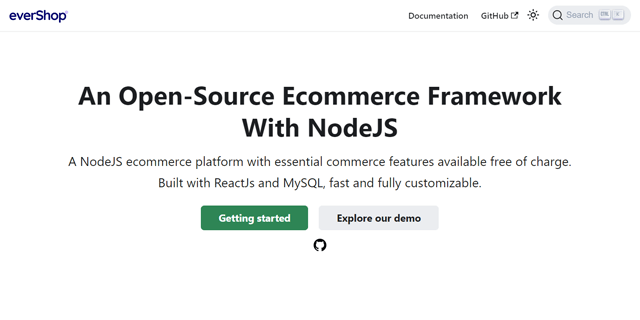 everShop
Documentation
GitHub
Search
An Open-Source Ecommerce Framework
With NodeJS
A NodeJS ecommerce platform with essential commerce features available free of charge.
Built with ReactJs and MySQL, fast and fully customizable.
Getting started
Explore our demo